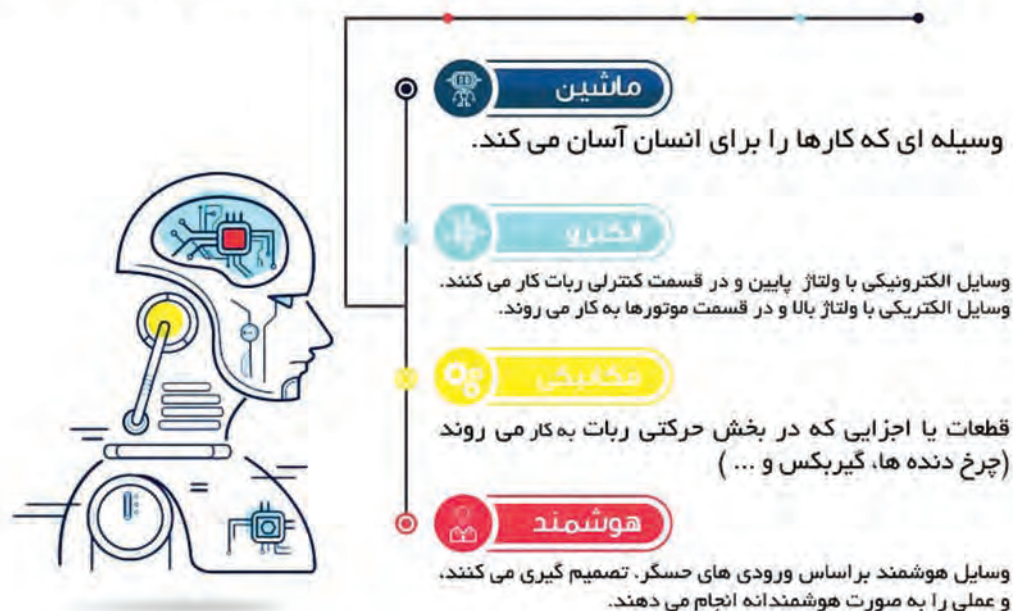 ماشین
وسیله ای که کارها را برای انسان آسان می کند.
الکترو
وسایل الکترونیکی با ولتاژ پایین و در قسمت کنترلی ربات کار می کنند.
وسایل الکتریکی با ولتاژ بالا و در قسمت موتورها به کار می روند.
مکانیکی
قطعات یا اجزایی که در بخش حرکتی ربات به کار می روند
(چرخ دنده ها، گیربکس و ... )
هوشمند
وسایل هوشمند براساس ورودی های حسگر، تصمیم گیری می کنند،
و عملی را به صورت هوشمندانه انجام می دهند.